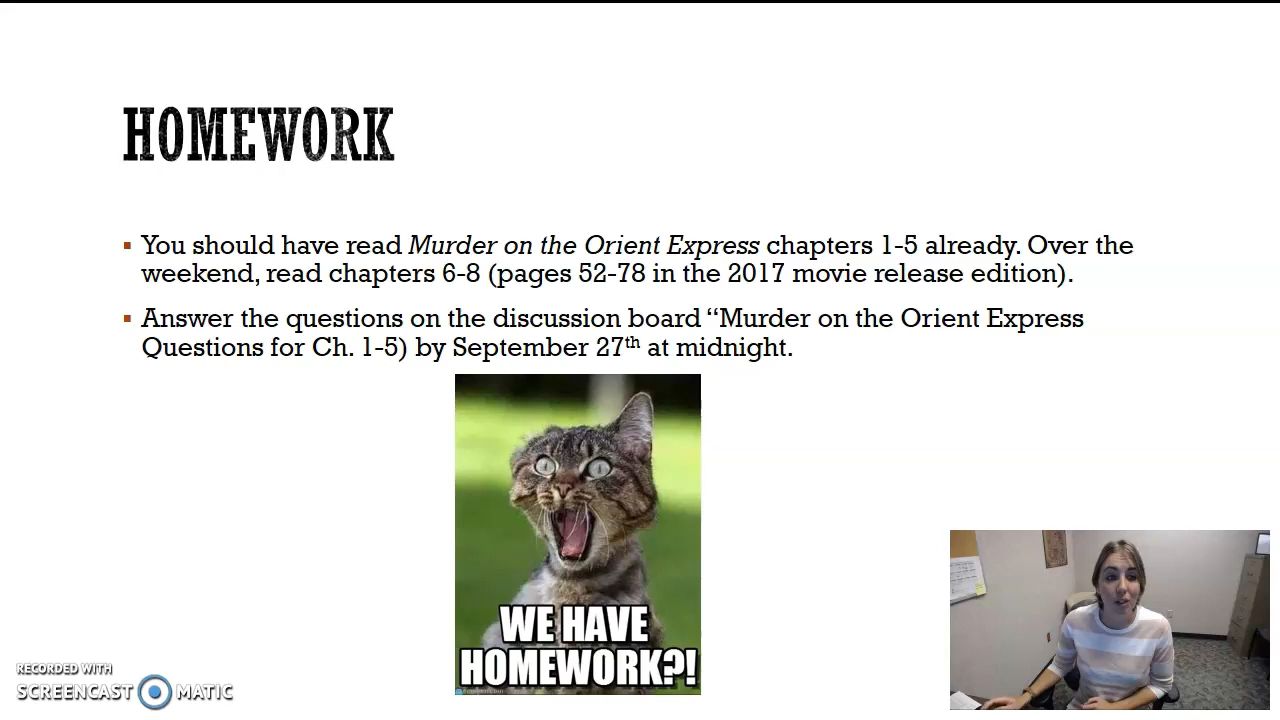 HOMEWORK
▪ You should have read Murder on the Orient Express chapters 1-5 already. Over the
weekend, read chapters 6-8 (pages 52-78 in the 2017 movie release edition).
▪ Answer the questions on the discussion board “Murder on the Orient Express
Questions for Ch. 1-5) by September 27th at midnight.
WE HAVE
HOMEWORK?!
RECORDED WITH
SCREENCAST MATIC